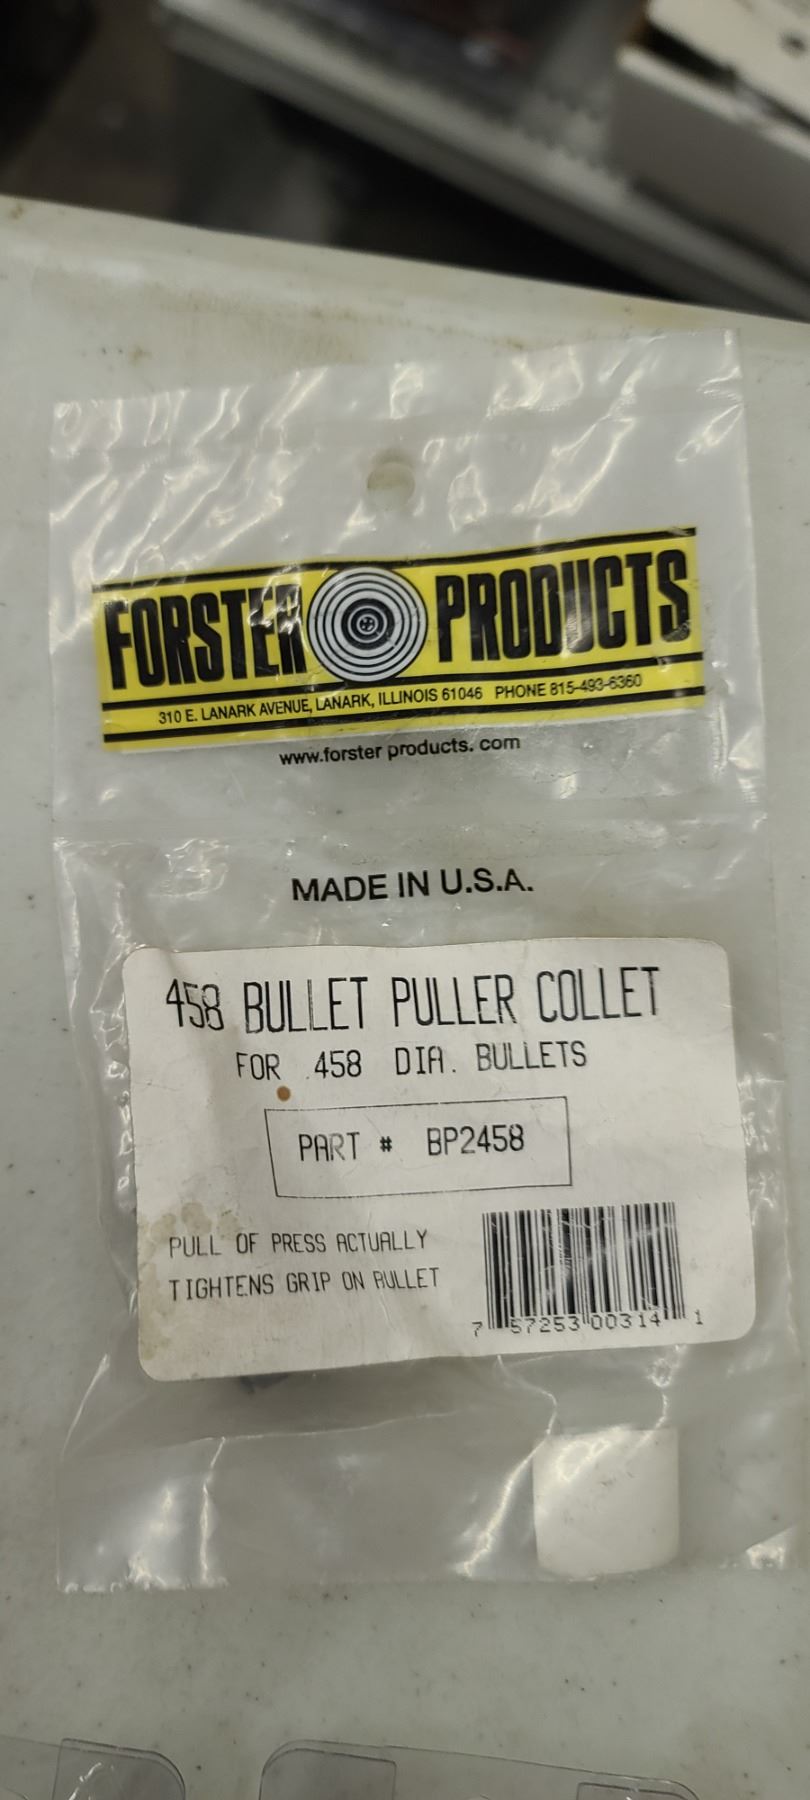 FORSTER PRODUCTS
310 E. LANARK AVENUE, LANARK, ILLINOIS 61046 PHONE 815-493-6360
www.forster products. com
MADE IN U.S.A.
458 BULLET PULLER COLLET
FOR .458 DIA. BULLETS
PART # BP2458
PULL OF PRESS ACTUALLY
TIGHTENS GRIP ON BULLET
7 57253 00314 1